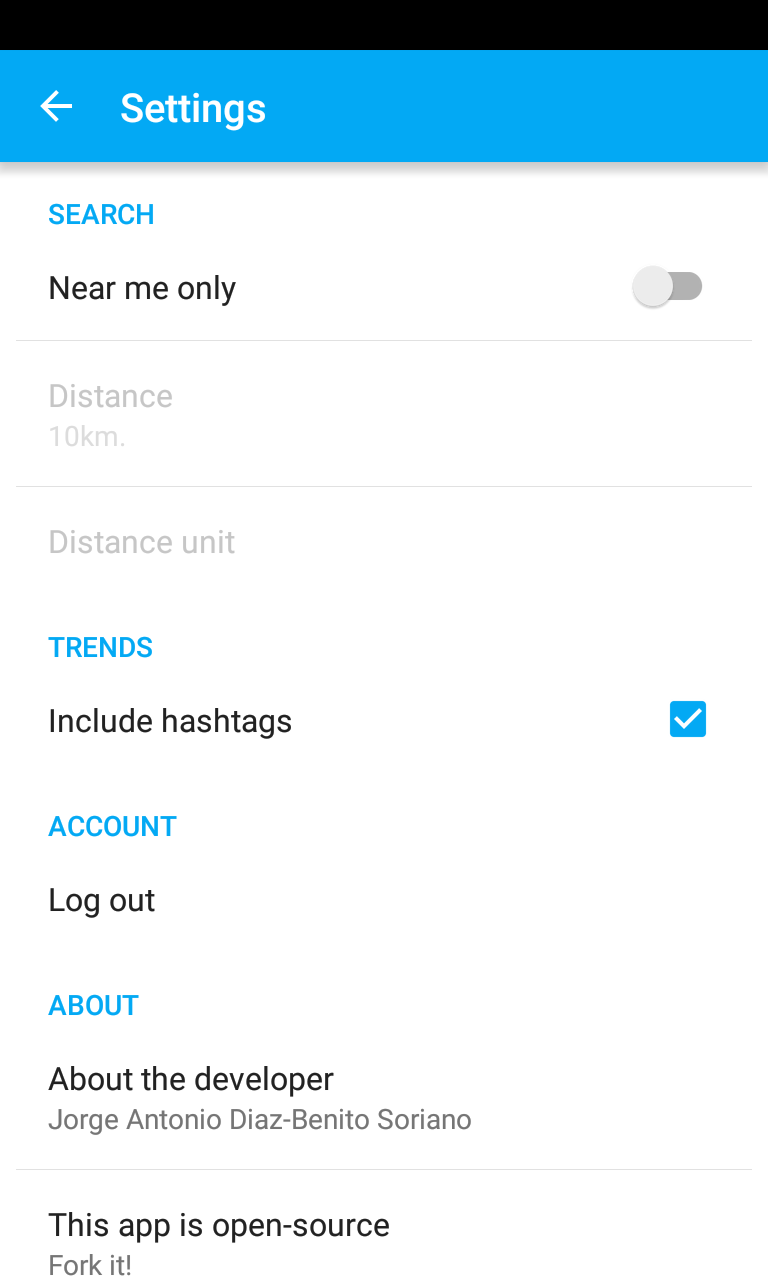 Settings
SEARCH
Near me only
Distance
10km.
Distance unit
TRENDS
Include hashtags
ACCOUNT
Log out
ABOUT
About the developer
Jorge Antonio Diaz-Benito Soriano
This app is open-source
Fork it!